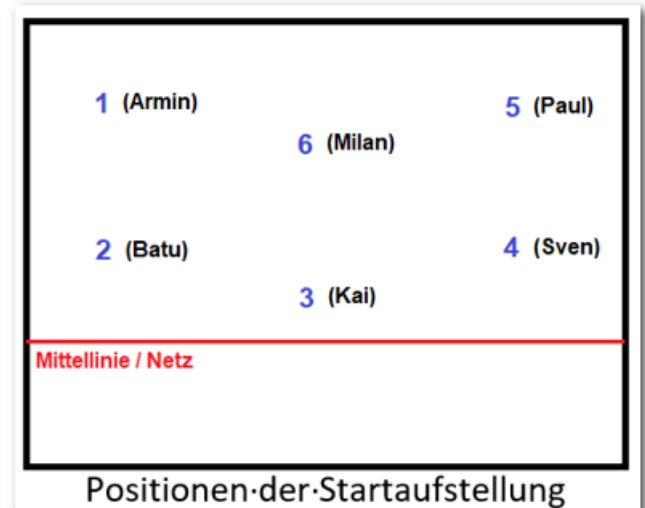 1 (Armin)
5 (Paul)
6 (Milan)
2 (Batu)
4 (Sven)
3 (Kai)
Mittellinie / Netz
Positionen·der·Startaufstellung